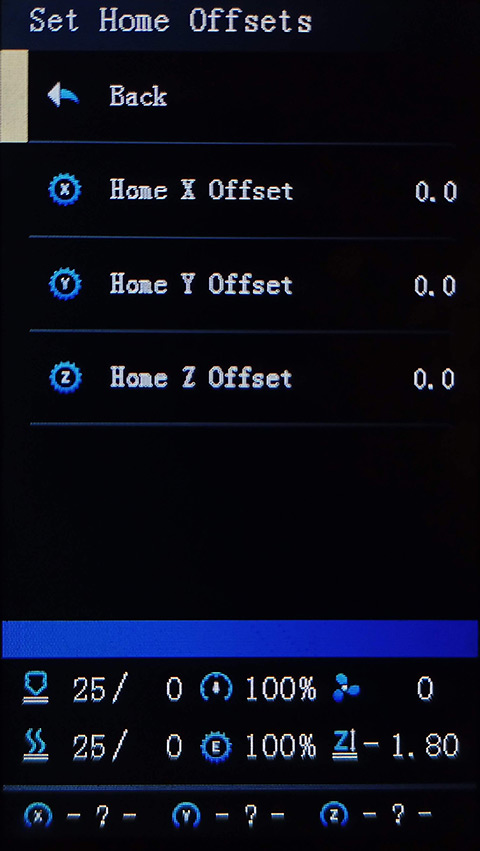 Set Home Offsets
Back
X Home X Offset 0.0
Y Home Y Offset 0.0
Z Home Z Offset 0.0
25/ 0 100% 0
25/ 0 E 100% Z -1.80
X -?- Y -?- Z -?-